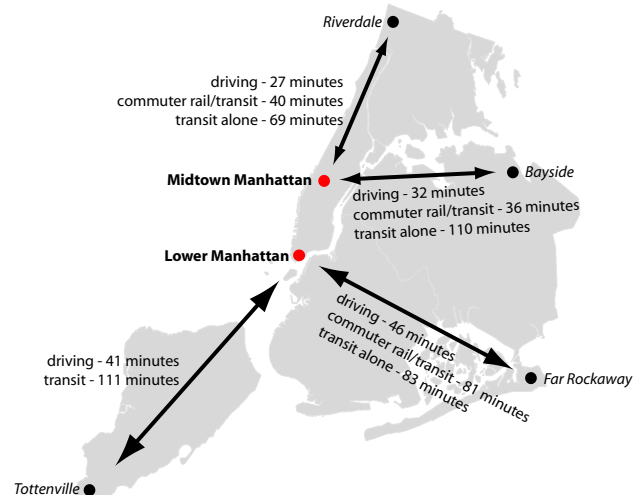 Riverdale
driving - 27 minutes
commuter rail/transit - 40 minutes
transit alone - 69 minutes
Midtown Manhattan
Bayside
driving - 32 minutes
commuter rail/transit - 36 minutes
transit alone - 110 minutes
Lower Manhattan
driving - 46 minutes
commuter rail/transit - 81 minutes
transit alone - 83 minutes
driving - 41 minutes
transit - 111 minutes
Far Rockaway
Tottenville